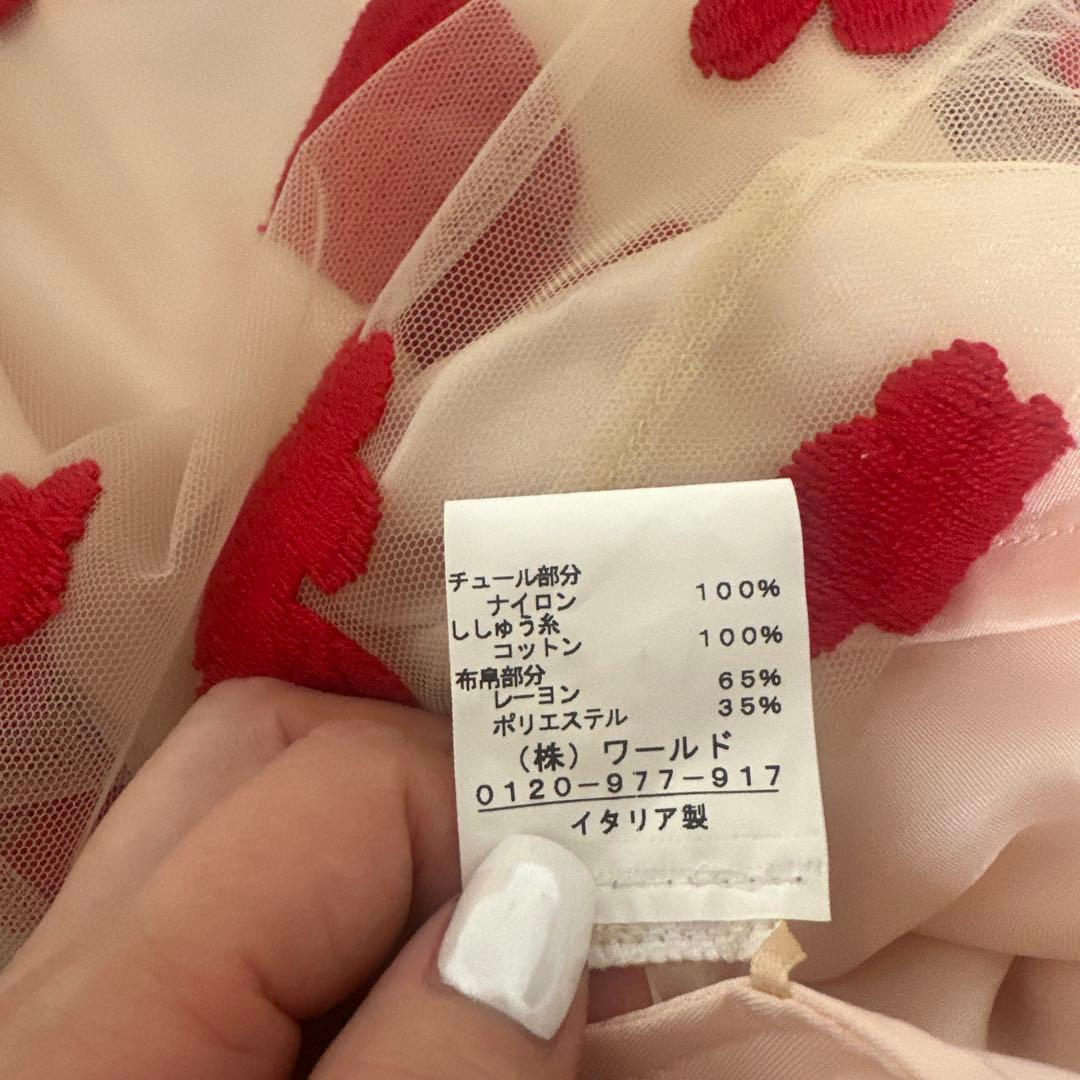 チュール部分
ナイロン 100%
ししゅう糸
コットン 100%
布帛部分
レーヨン 65%
ポリエステル 35%
（株）ワールド
0120-977-917
イタリア製